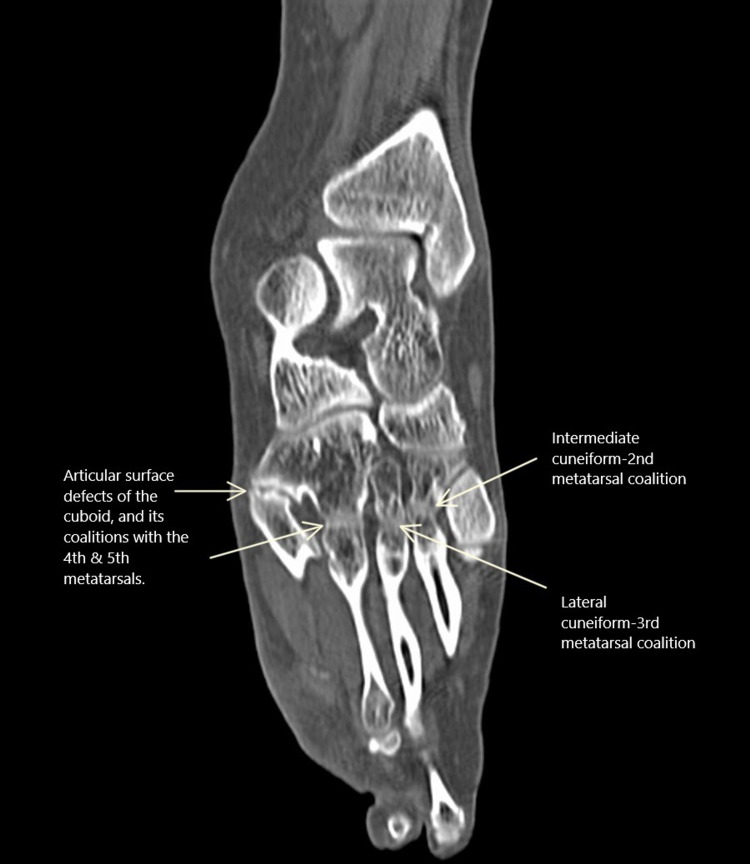 Intermediate
cuneiform-2nd
metatarsal coalition
Articular surface
defects of the
cuboid, and its
coalitions with the
4th & 5th
metatarsals.
Lateral
cuneiform-3rd
metatarsal coalition